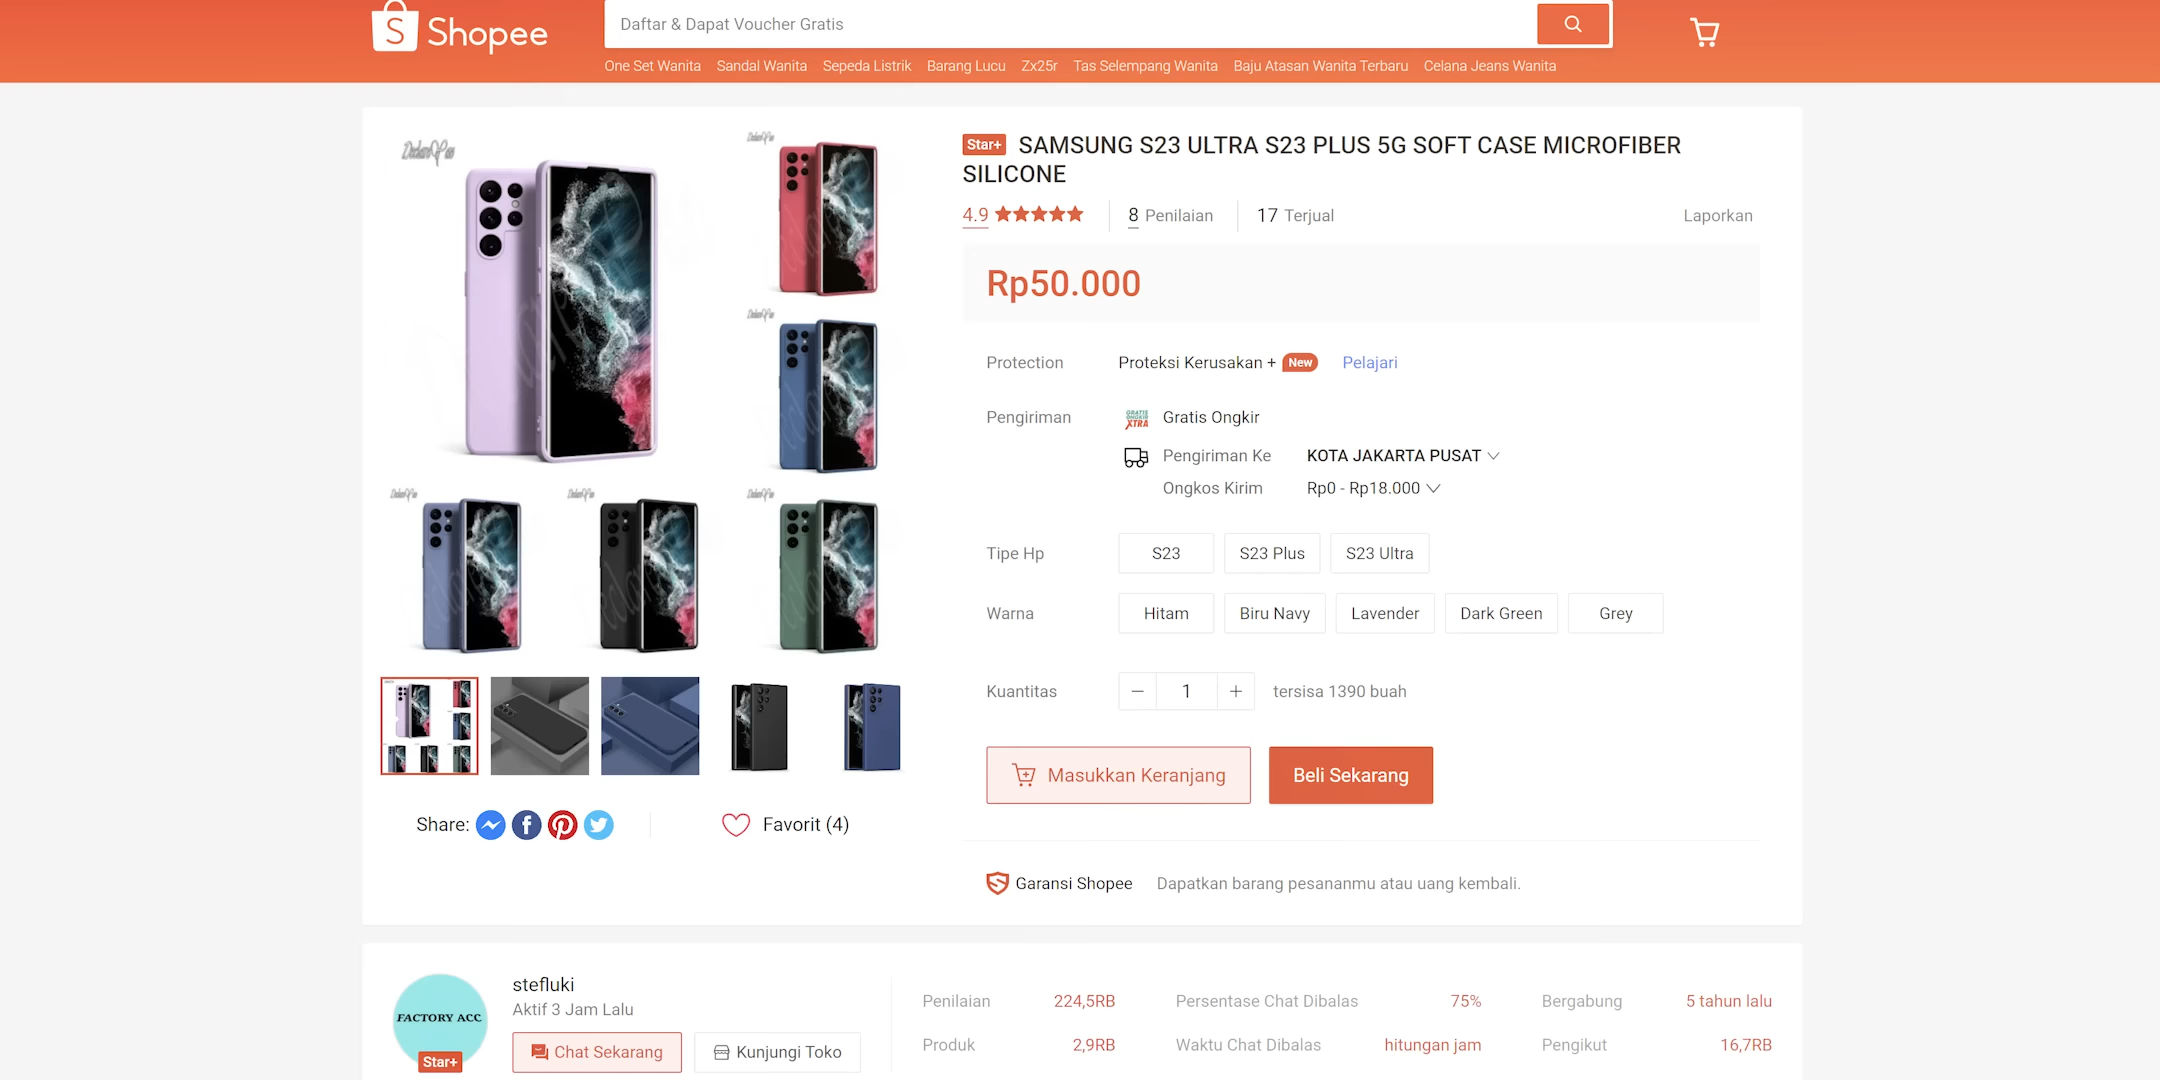 Shopee
Daftar & Dapat Voucher Gratis
One Set Wanita Sandal Wanita Sepeda Listrik Barang Lucu Zx25r Tas Selempang Wanita Baju Atasan Wanita Terbaru Celana Jeans Wanita
Star+ SAMSUNG S23 ULTRA S23 PLUS 5G SOFT CASE MICROFIBER
SILICONE
4.9 8 Penilaian 17 Terjual Laporkan
Rp50.000
Protection Proteksi Kerusakan + New Pelajari
Pengiriman GRATIS ONGKIR XTRA Gratis Ongkir
Pengiriman Ke KOTA JAKARTA PUSAT
Ongkos Kirim Rp0 - Rp18.000
Tipe Hp S23 S23 Plus S23 Ultra
Warna Hitam Biru Navy Lavender Dark Green Grey
Kuantitas 1 tersisa 1390 buah
Masukkan Keranjang Beli Sekarang
Share: Favorit (4)
Garansi Shopee Dapatkan barang pesananmu atau uang kembali.
FACTORY ACC
Star+
stefluki
Aktif 3 Jam Lalu
Chat Sekarang Kunjungi Toko
Penilaian 224,5RB Persentase Chat Dibalas 75% Bergabung 5 tahun lalu
Produk 2,9RB Waktu Chat Dibalas hitungan jam Pengikut 16,7RB